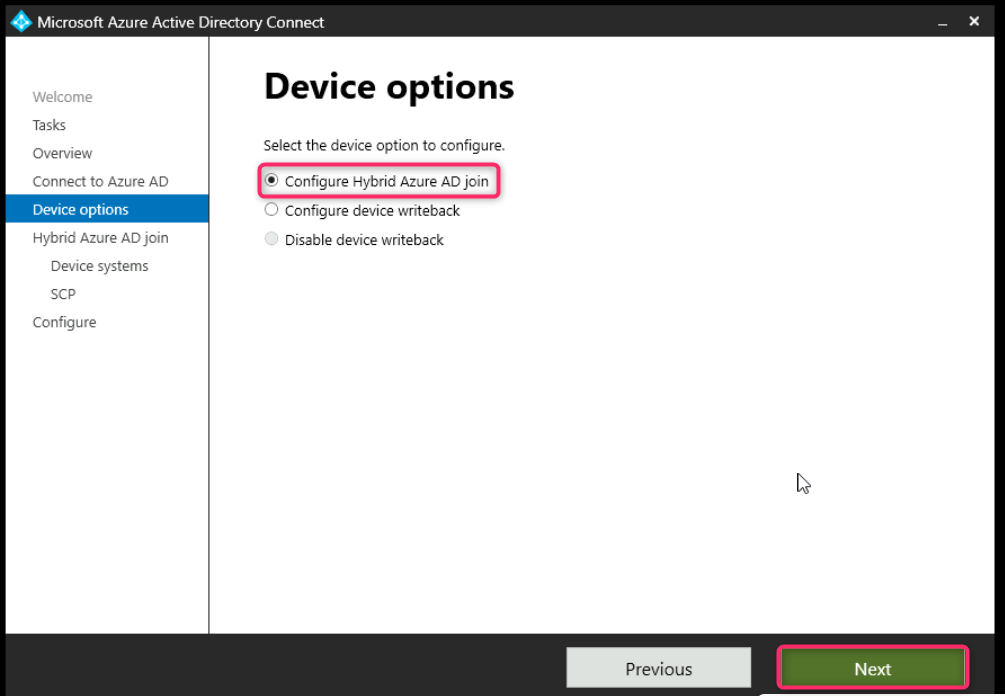 Microsoft Azure Active Directory Connect
Welcome
Tasks
Overview
Connect to Azure AD
Device options
Hybrid Azure AD join
Device systems
SCP
Configure
Device options
Select the device option to configure.
Configure Hybrid Azure AD join
Configure device writeback
Disable device writeback
Previous
Next